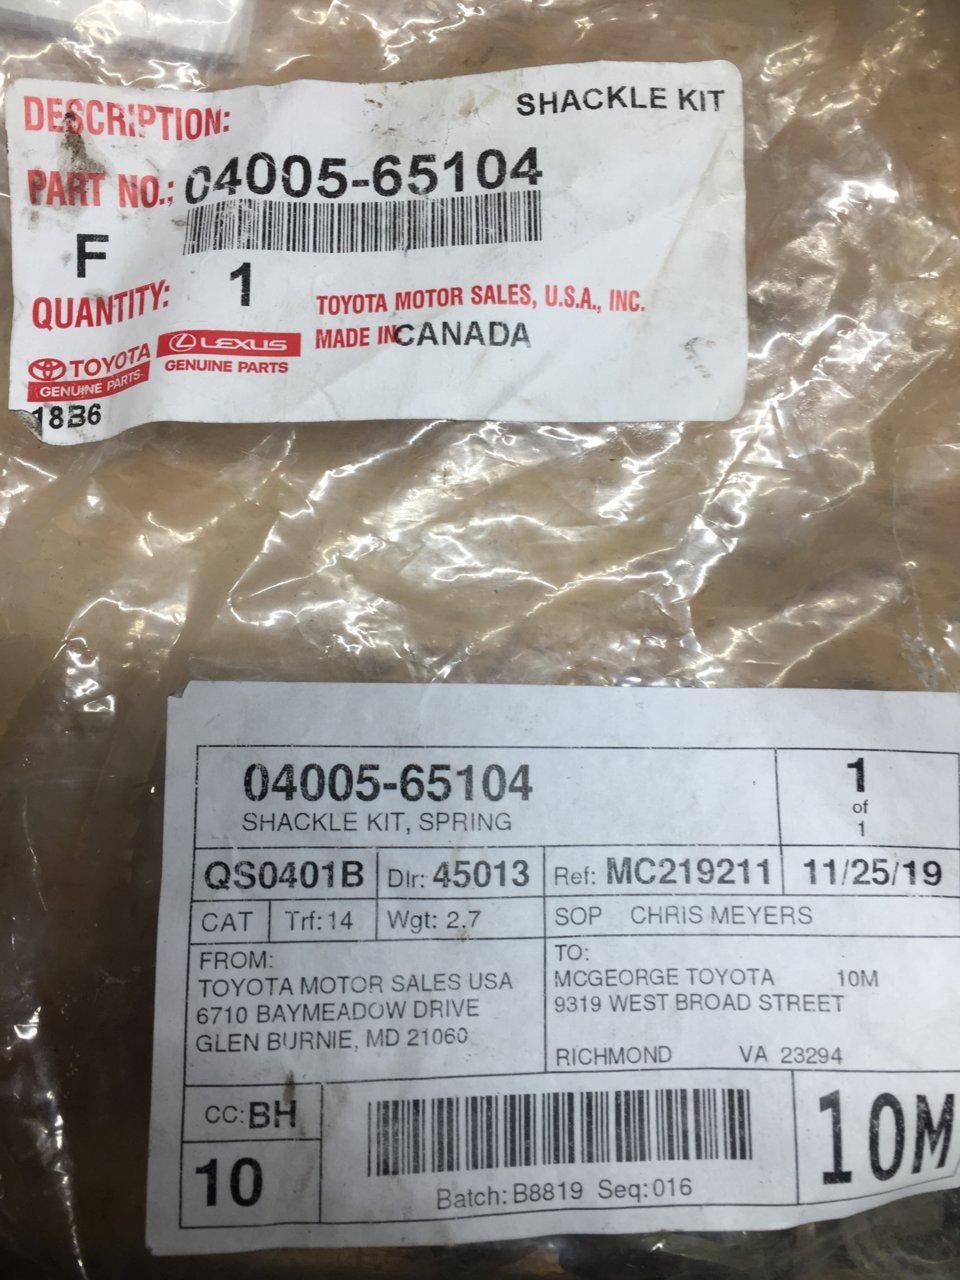 DESCRIPTION:
SHACKLE KIT
PART NO.: 04005-65104
F
QUANTITY: 1
TOYOTA MOTOR SALES, U.S.A., INC.
MADE IN CANADA
TOYOTA
GENUINE PARTS
LEXUS
GENUINE PARTS
1836
04005-65104
SHACKLE KIT, SPRING
1
of
1
QS0401B
Dlr: 45013
Ref: MC219211
11/25/19
CAT
Trf: 14
Wgt: 2.7
SOP CHRIS MEYERS
FROM:
TOYOTA MOTOR SALES USA
6710 BAYMEADOW DRIVE
GLEN BURNIE, MD 21060
TO:
MCGEORGE TOYOTA 10M
9319 WEST BROAD STREET
RICHMOND VA 23294
CC: BH
10
Batch: B8819 Seq: 016
10M